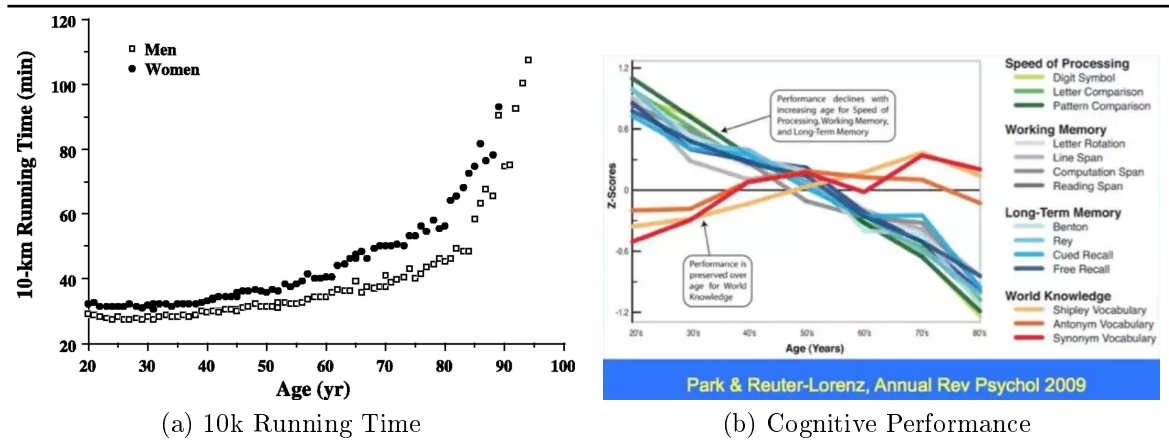 120
100
80
60
40
20
10-km Running Time (min)
Men
Women
20 30 40 50 60 70 80 90 100
Age (yr)
(a) 10k Running Time
1.2
0.6
0
-0.6
-1.2
Z-Scores
Performance declines with
increasing age for Speed of
Processing, Working Memory,
and Long-Term Memory
Performance is
preserved over
age for World
Knowledge
20's 30's 40's 50's 60's 70's 80's
Age (Years)
Speed of Processing
Digit Symbol
Letter Comparison
Pattern Comparison
Working Memory
Letter Rotation
Line Span
Computation Span
Reading Span
Long-Term Memory
Benton
Rey
Cued Recall
Free Recall
World Knowledge
Shipley Vocabulary
Antonym Vocabulary
Synonym Vocabulary
Park & Reuter-Lorenz, Annual Rev Psychol 2009
(b) Cognitive Performance